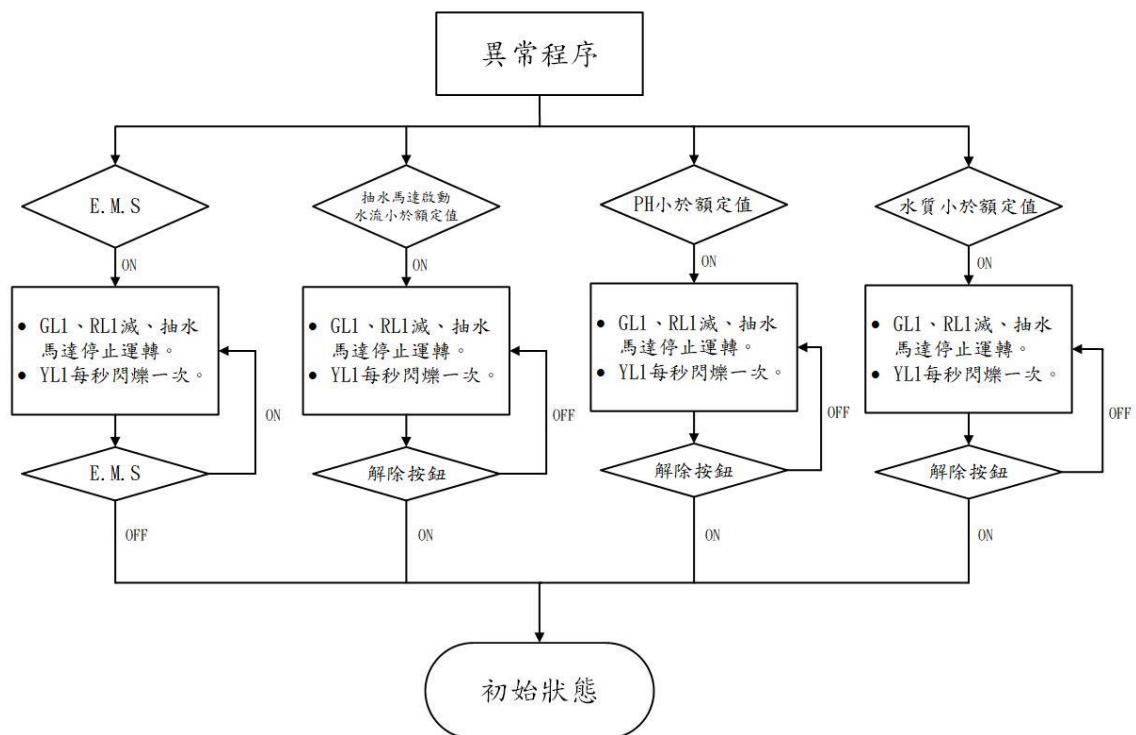 異常程序
E.M.S
抽水馬達啟動
水流小於額定值
PH小於額定值
水質小於額定值
ON
ON
ON
ON
• GL1、RL1滅、抽水
馬達停止運轉。
• YL1每秒閃爍一次。
• GL1、RL1滅、抽水
馬達停止運轉。
• YL1每秒閃爍一次。
• GL1、RL1滅、抽水
馬達停止運轉。
• YL1每秒閃爍一次。
• GL1、RL1滅、抽水
馬達停止運轉。
• YL1每秒閃爍一次。
ON
OFF
OFF
OFF
E.M.S
解除按鈕
解除按鈕
解除按鈕
OFF
ON
ON
ON
初始狀態